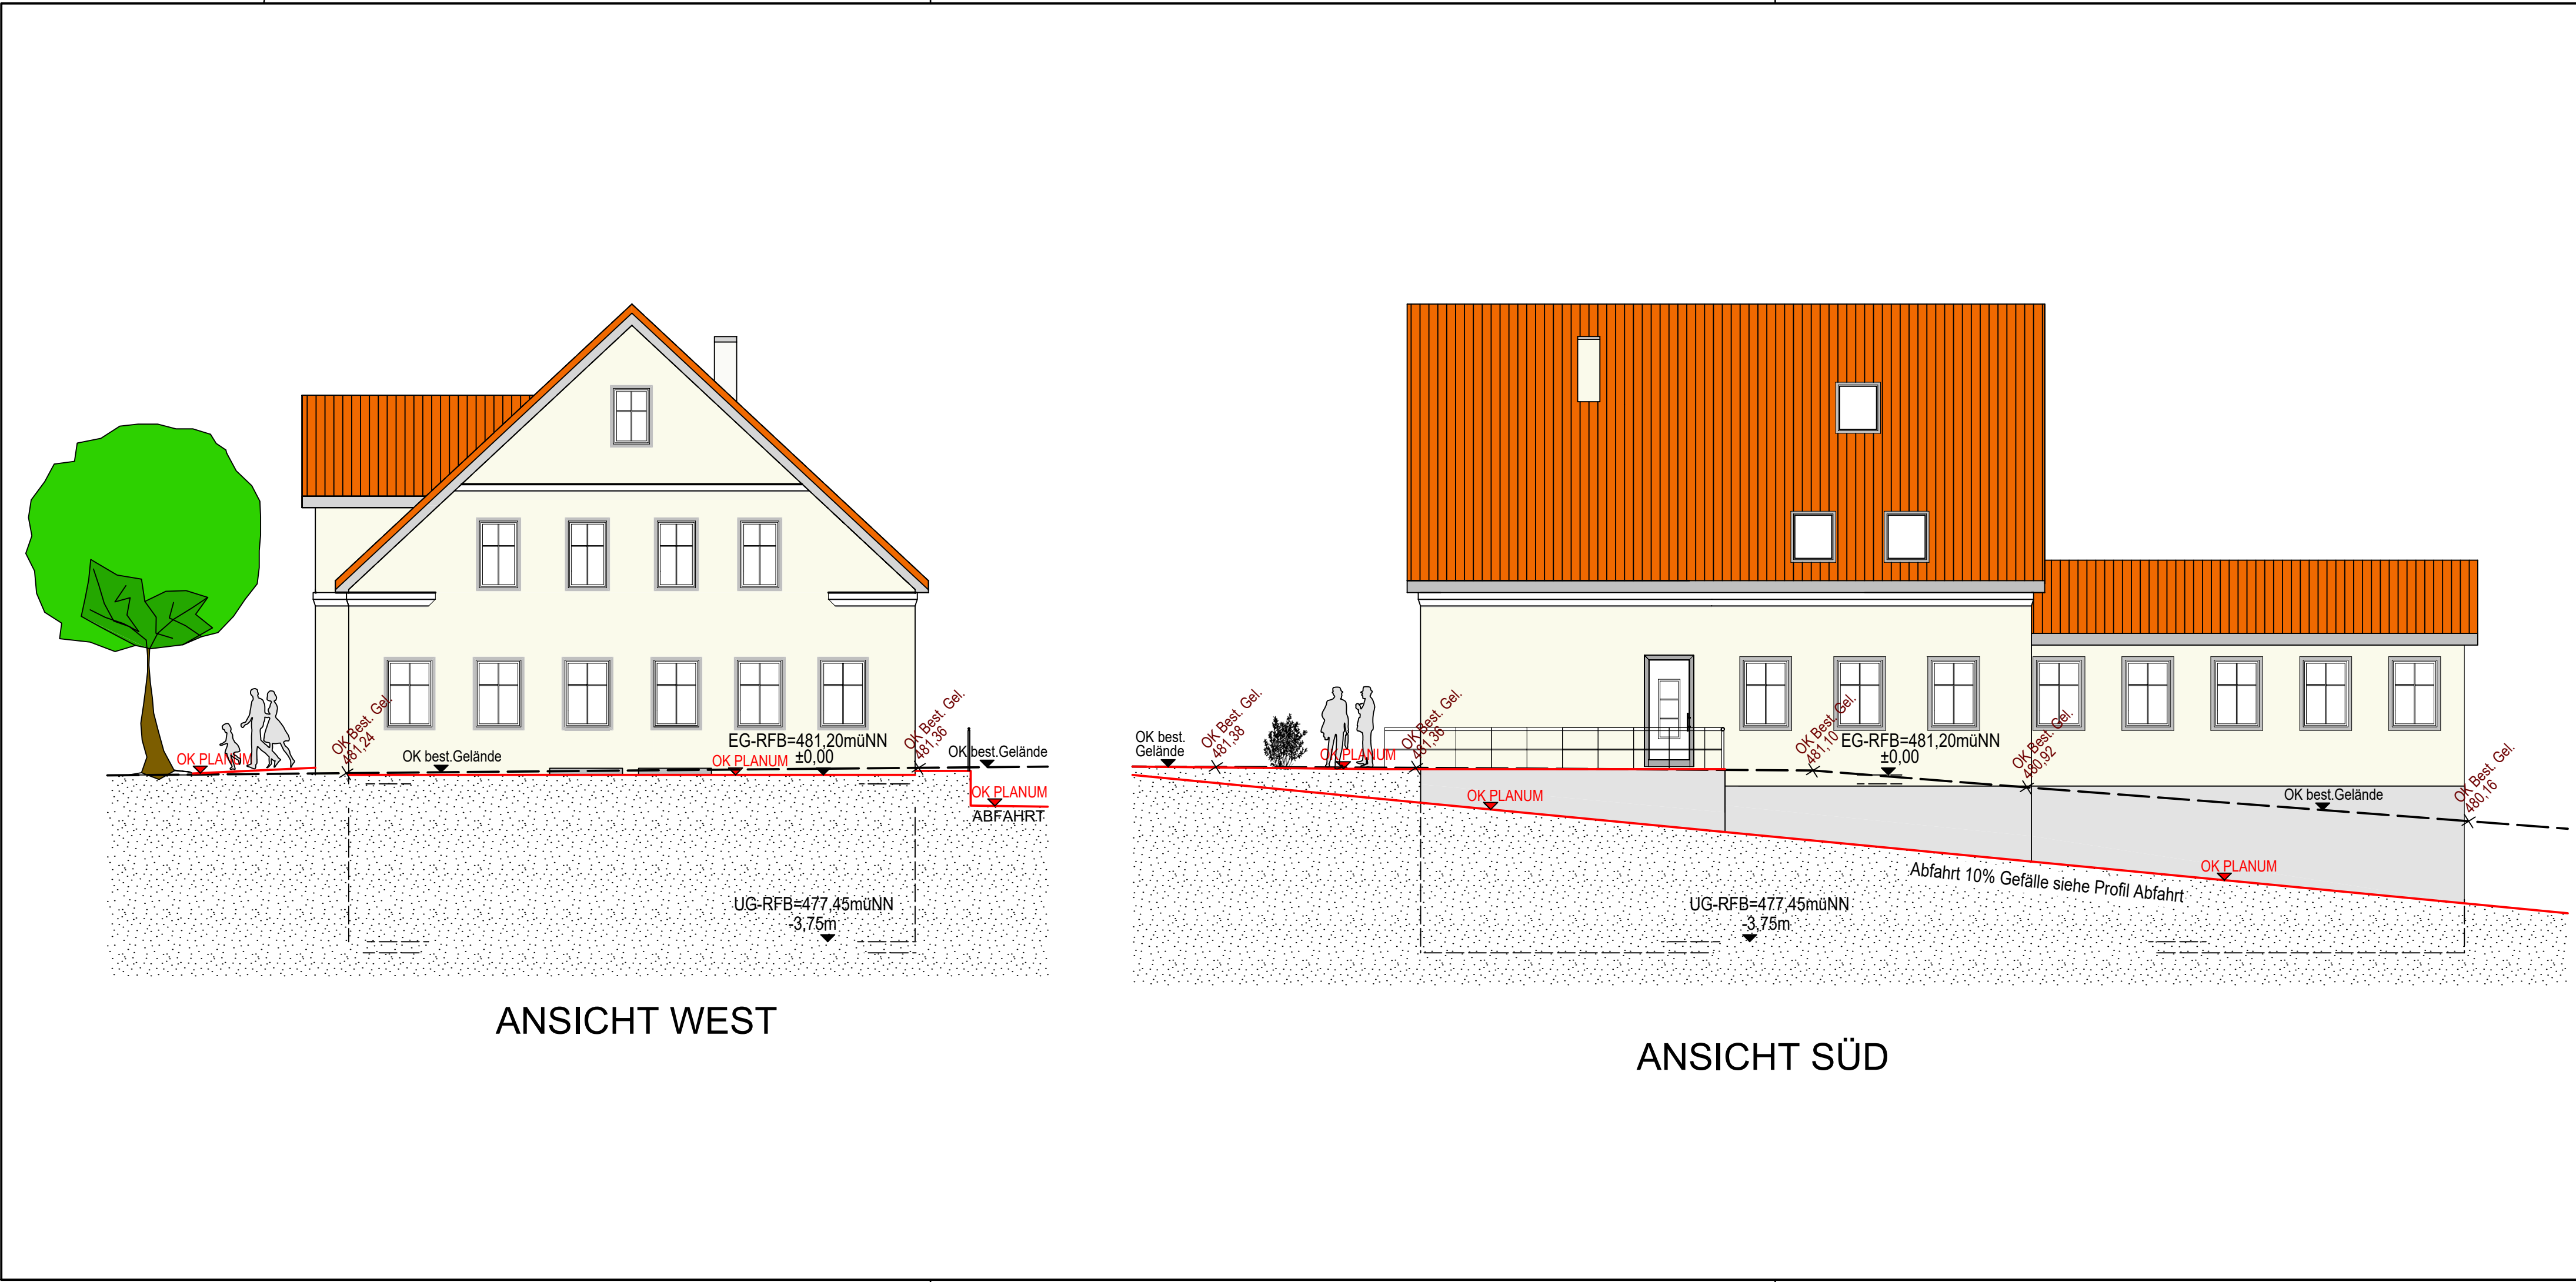 OK PLANUM
OK Best. Gel.
481,24
OK best.Gelände
EG-RFB=481,20müNN
±0,00
OK PLANUM
OK Best. Gel.
481,36
OK best.Gelände
OK PLANUM
ABFAHRT
UG-RFB=477,45müNN
-3,75m
ANSICHT WEST
OK best.
Gelände
OK Best. Gel.
481,38
OK PLANUM
OK Best. Gel.
481,36
OK PLANUM
OK Best. Gel.
481,10
EG-RFB=481,20müNN
±0,00
OK Best. Gel.
480,92
OK best.Gelände
OK Best. Gel.
480,16
OK PLANUM
Abfahrt 10% Gefälle siehe Profil Abfahrt
UG-RFB=477,45müNN
-3,75m
ANSICHT SÜD